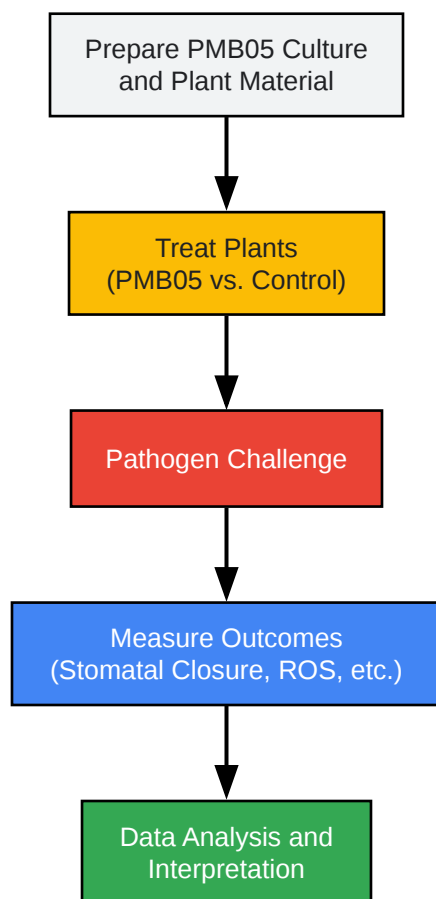 Prepare PMB05 Culture
and Plant Material
Treat Plants
(PMB05 vs. Control)
Pathogen Challenge
Measure Outcomes
(Stomatal Closure, ROS, etc.)
Data Analysis and
Interpretation